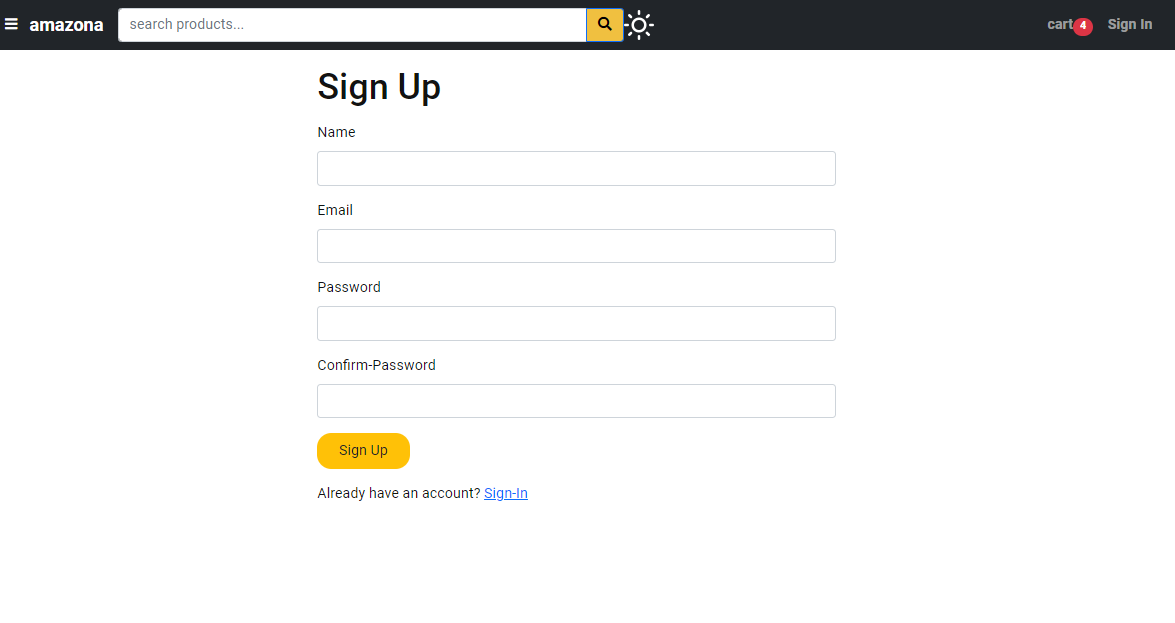 amazona search products... cart 4 Sign In
Sign Up
Name
Email
Password
Confirm-Password
Sign Up
Already have an account? Sign-In